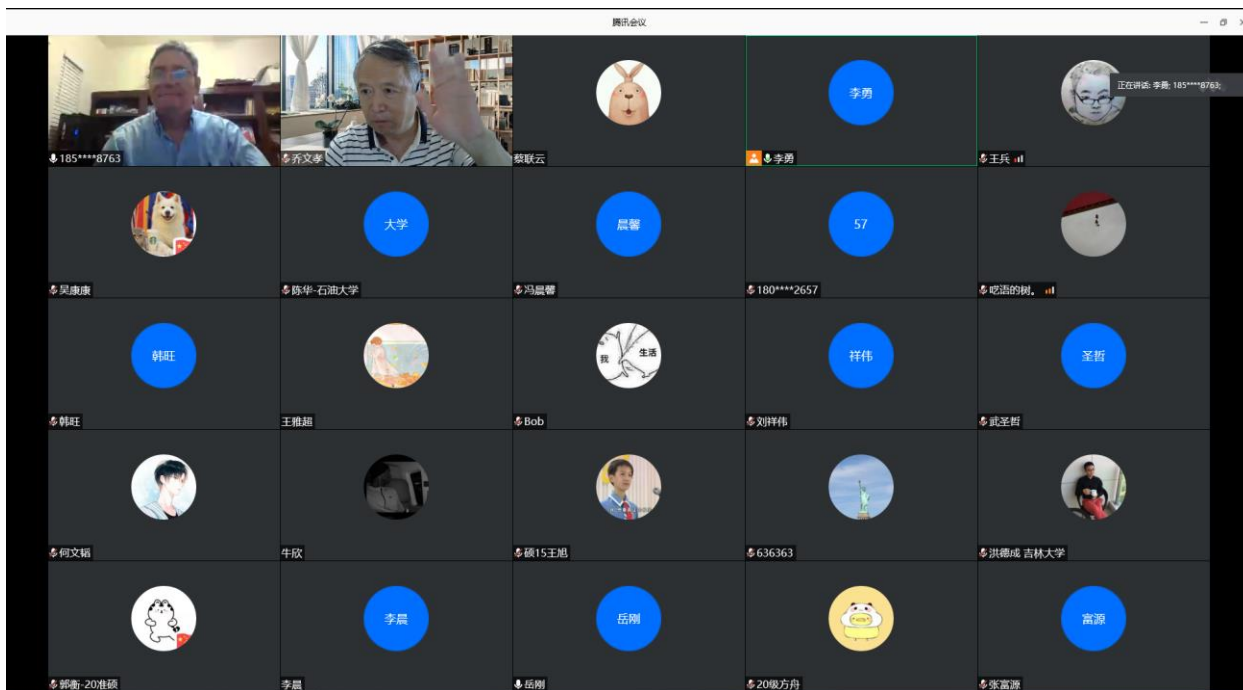 腾讯会议
正在讲话: 李勇; 185****8763;
185****8763
乔文孝
蔡联云
李勇
李勇
王兵
大学
晨馨
57
吴康康
陈华-石油大学
冯晨馨
180****2657
呓语的树。
韩旺
我
生活
祥伟
圣哲
韩旺
王雅超
Bob
刘祥伟
武圣哲
何文韬
牛欣
硕15王旭
636363
洪德成 吉林大学
李晨
岳刚
富源
郭衡-20准硕
李晨
岳刚
20级方舟
张富源